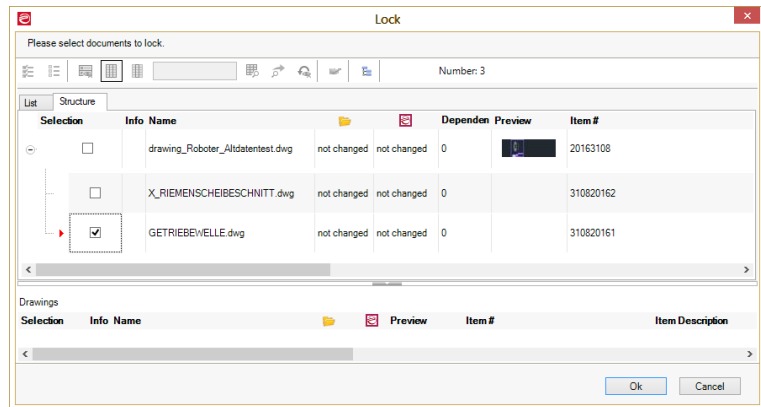 Lock
Please select documents to lock.
Number: 3
List Structure
Selection Info Name Dependen Preview Item #
drawing_Roboter_Altdatentest.dwg not changed not changed 0 20163108
X_RIEMENSCHEIBESCHNITT.dwg not changed not changed 0 310820162
GETRIEBEWELLE.dwg not changed not changed 0 310820161
Drawings
Selection Info Name Preview Item # Item Description
Ok Cancel